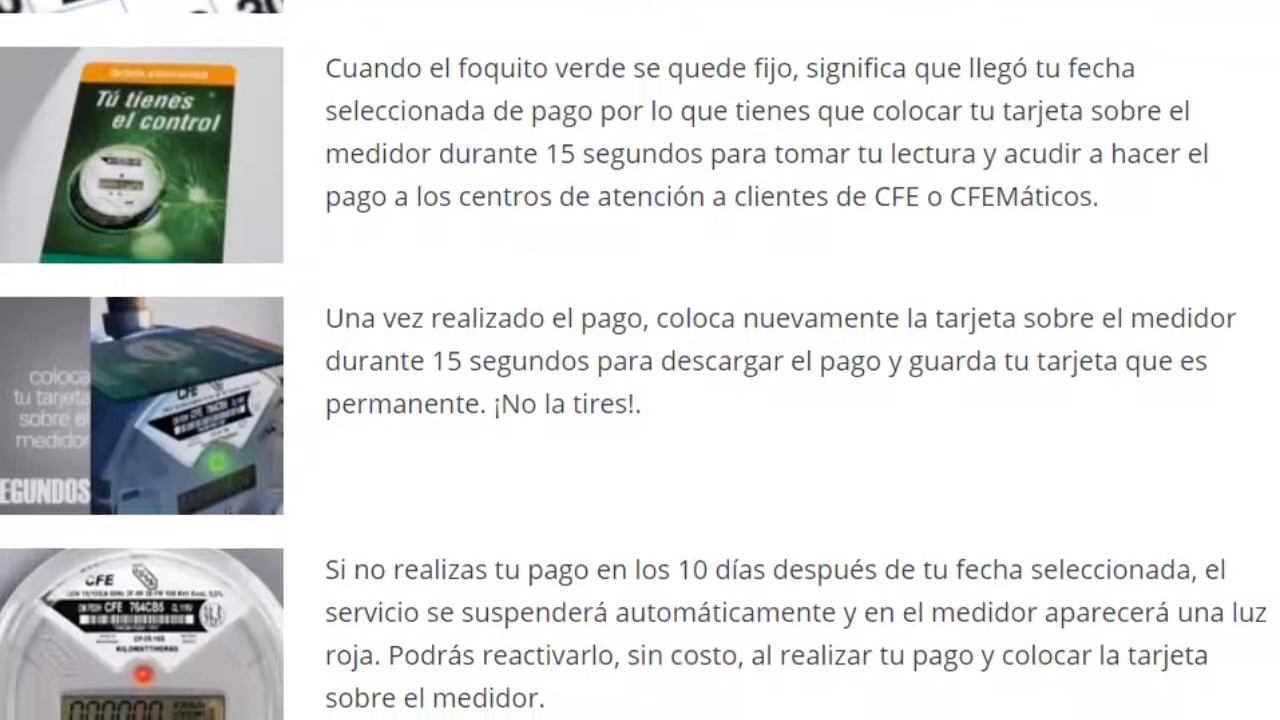 Tú tienes
el control
Cuando el foquito verde se quede fijo, significa que llegó tu fecha
seleccionada de pago por lo que tienes que colocar tu tarjeta sobre el
medidor durante 15 segundos para tomar tu lectura y acudir a hacer el
pago a los centros de atención a clientes de CFE o CFEMáticos.
coloca
tu tarjeta
sobre el
medidor
EGUNDOS
CFE
Una vez realizado el pago, coloca nuevamente la tarjeta sobre el medidor
durante 15 segundos para descargar el pago y guarda tu tarjeta que es
permanente. ¡No la tires!.
CFE
CFE 764CB5
KILOWATTHORAS
Si no realizas tu pago en los 10 días después de tu fecha seleccionada, el
servicio se suspenderá automáticamente y en el medidor aparecerá una luz
roja. Podrás reactivarlo, sin costo, al realizar tu pago y colocar la tarjeta
sobre el medidor.